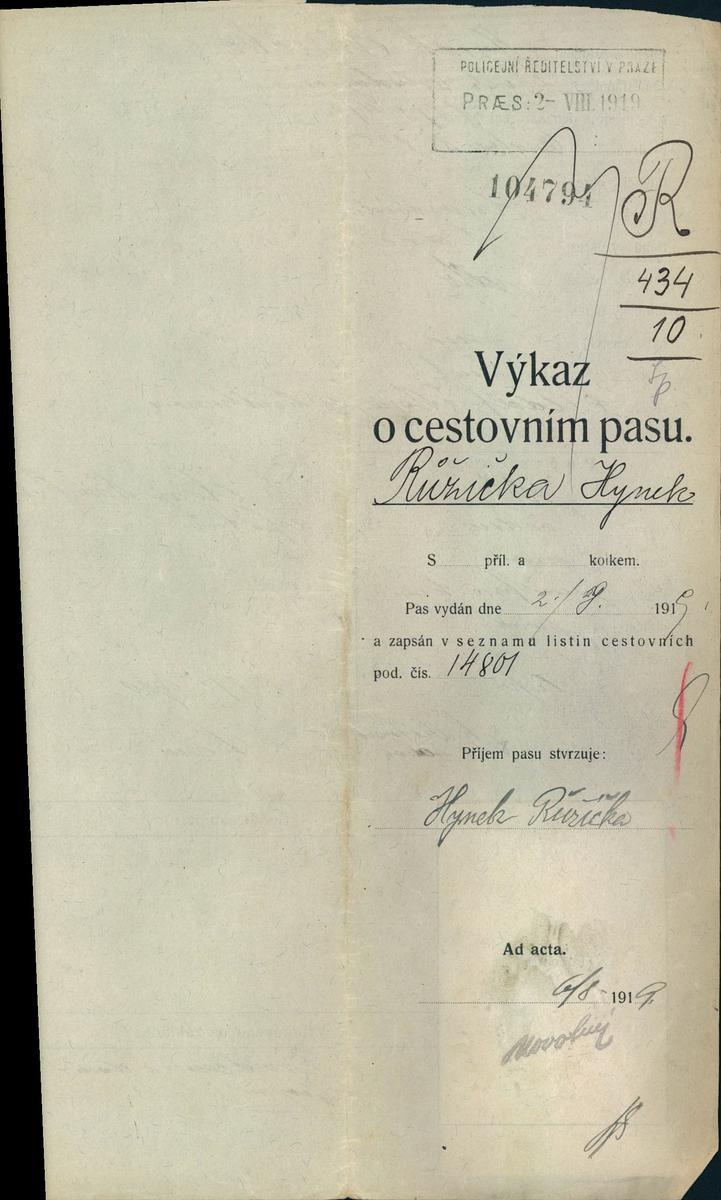 POLICEJNÍ ŘEDITELSTVÍ V PRAZE
PRÆS: 2- VIII. 1919
104794
R
434
10
Výkaz
o cestovním pasu.
Růžička Hynek
S příl. a kolkem.
Pas vydán dne 2./8. 1919
a zapsán v seznamu listin cestovních
pod. čís. 14801
Příjem pasu stvrzuje:
Hynek Růžička
Ad acta.
6/8 1919
Novotný